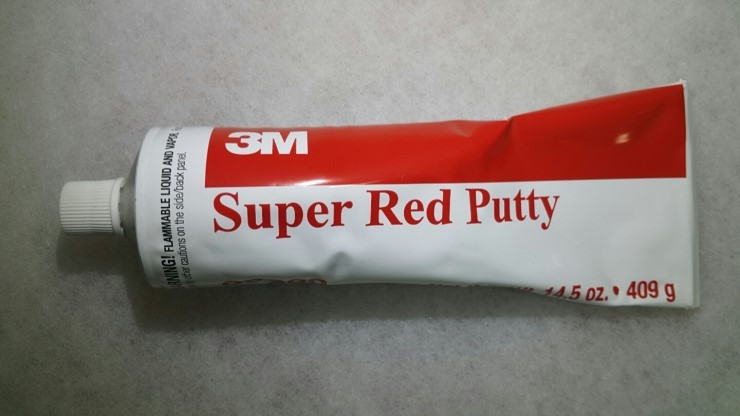 3M
Super Red Putty
14.5 oz. • 409 g
WARNING! FLAMMABLE LIQUID AND VAPOR.
other cautions on the side/back panel.